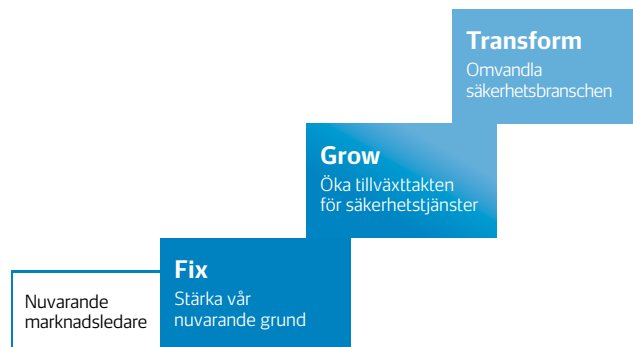 Transform
Omvandla
säkerhetsbranschen
Grow
Öka tillväxttakten
för säkerhetstjänster
Fix
Stärka vår
nuvarande grund
Nuvarande
marknadsledare